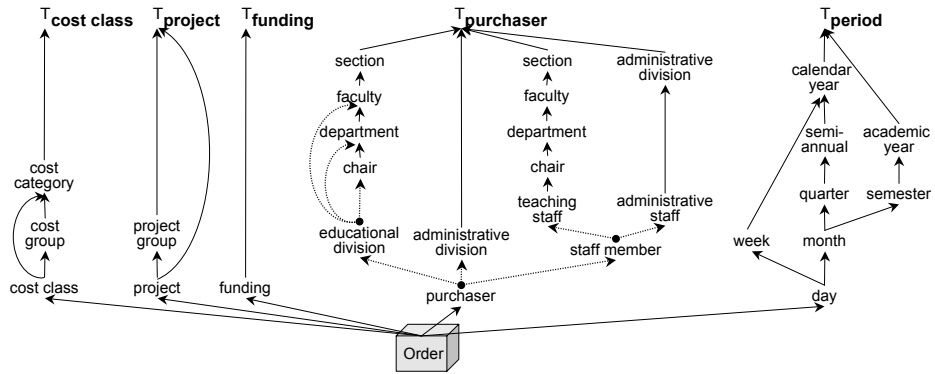 T cost class
T project
T funding
T purchaser
T period
section
section
administrative
division
calendar
year
faculty
faculty
department
department
semi-
annual
academic
year
chair
chair
cost
category
quarter
semester
teaching
staff
administrative
staff
cost
group
project
group
educational
division
administrative
division
staff member
week
month
cost class
project
funding
purchaser
day
Order